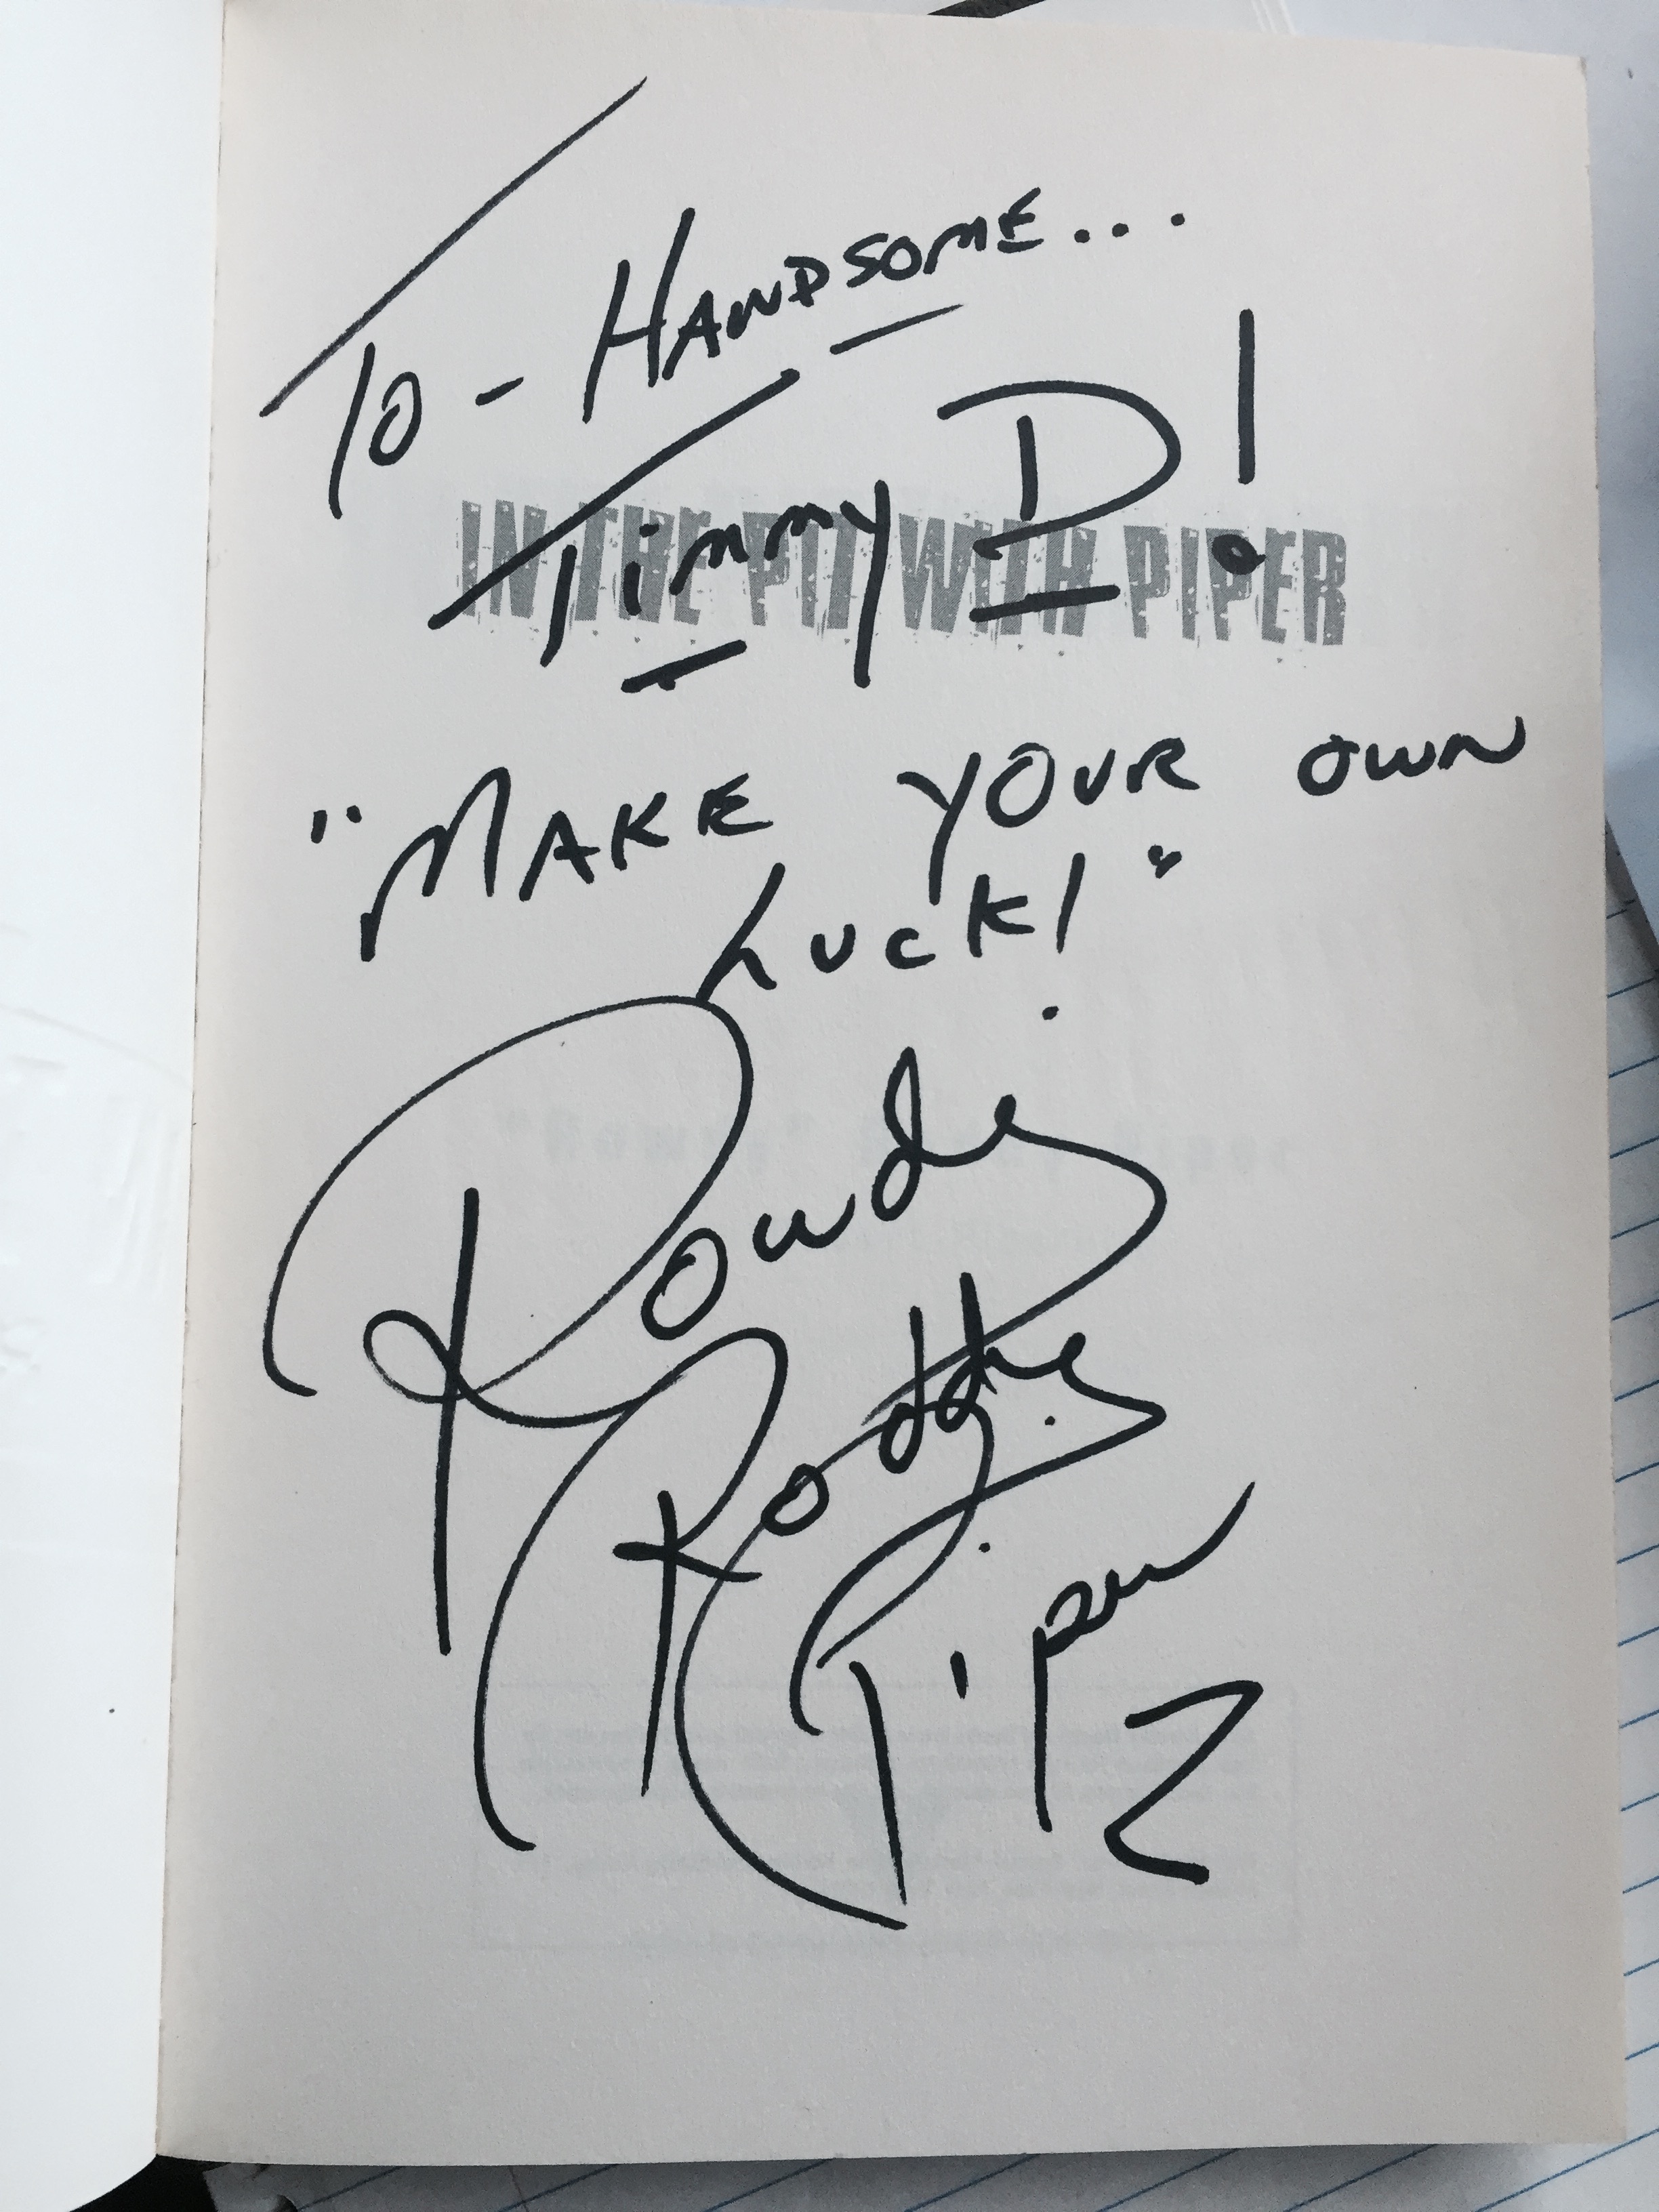 To - HANDSOME...
Timmy D!
IN THE PIT WITH PIPER
"MAKE YOUR OWN
LUCK!"
Rowdy
Roddy
Piper